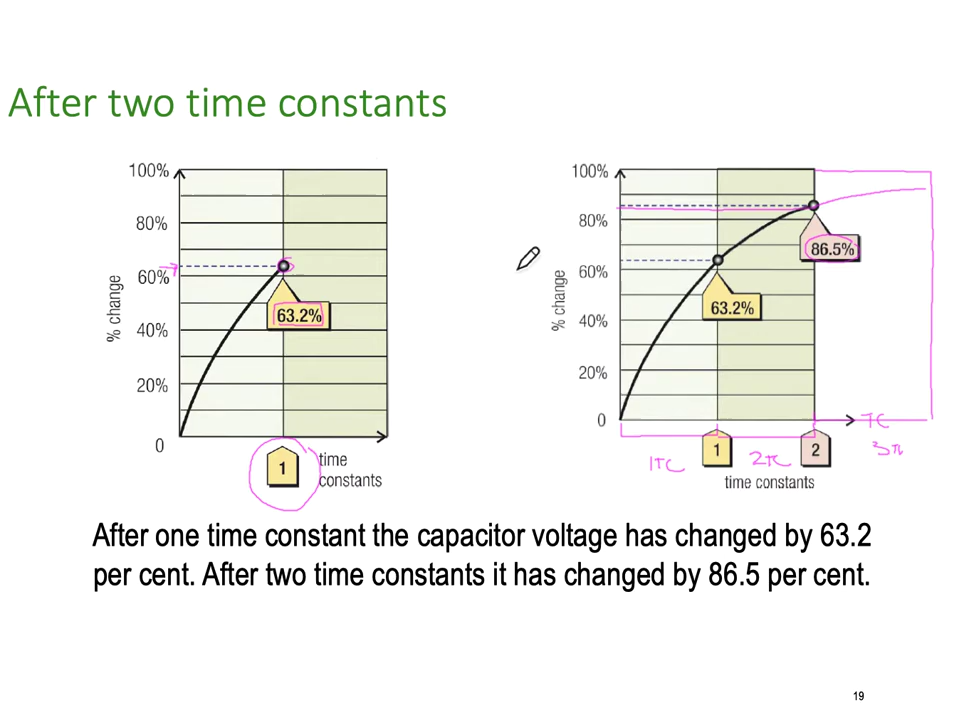 After two time constants
100%
80%
60%
40%
20%
0
% change
63.2%
1
time
constants
100%
80%
60%
40%
20%
0
% change
86.5%
63.2%
1
2
time constants
1TC
2TC
TC
After one time constant the capacitor voltage has changed by 63.2
per cent. After two time constants it has changed by 86.5 per cent.
19